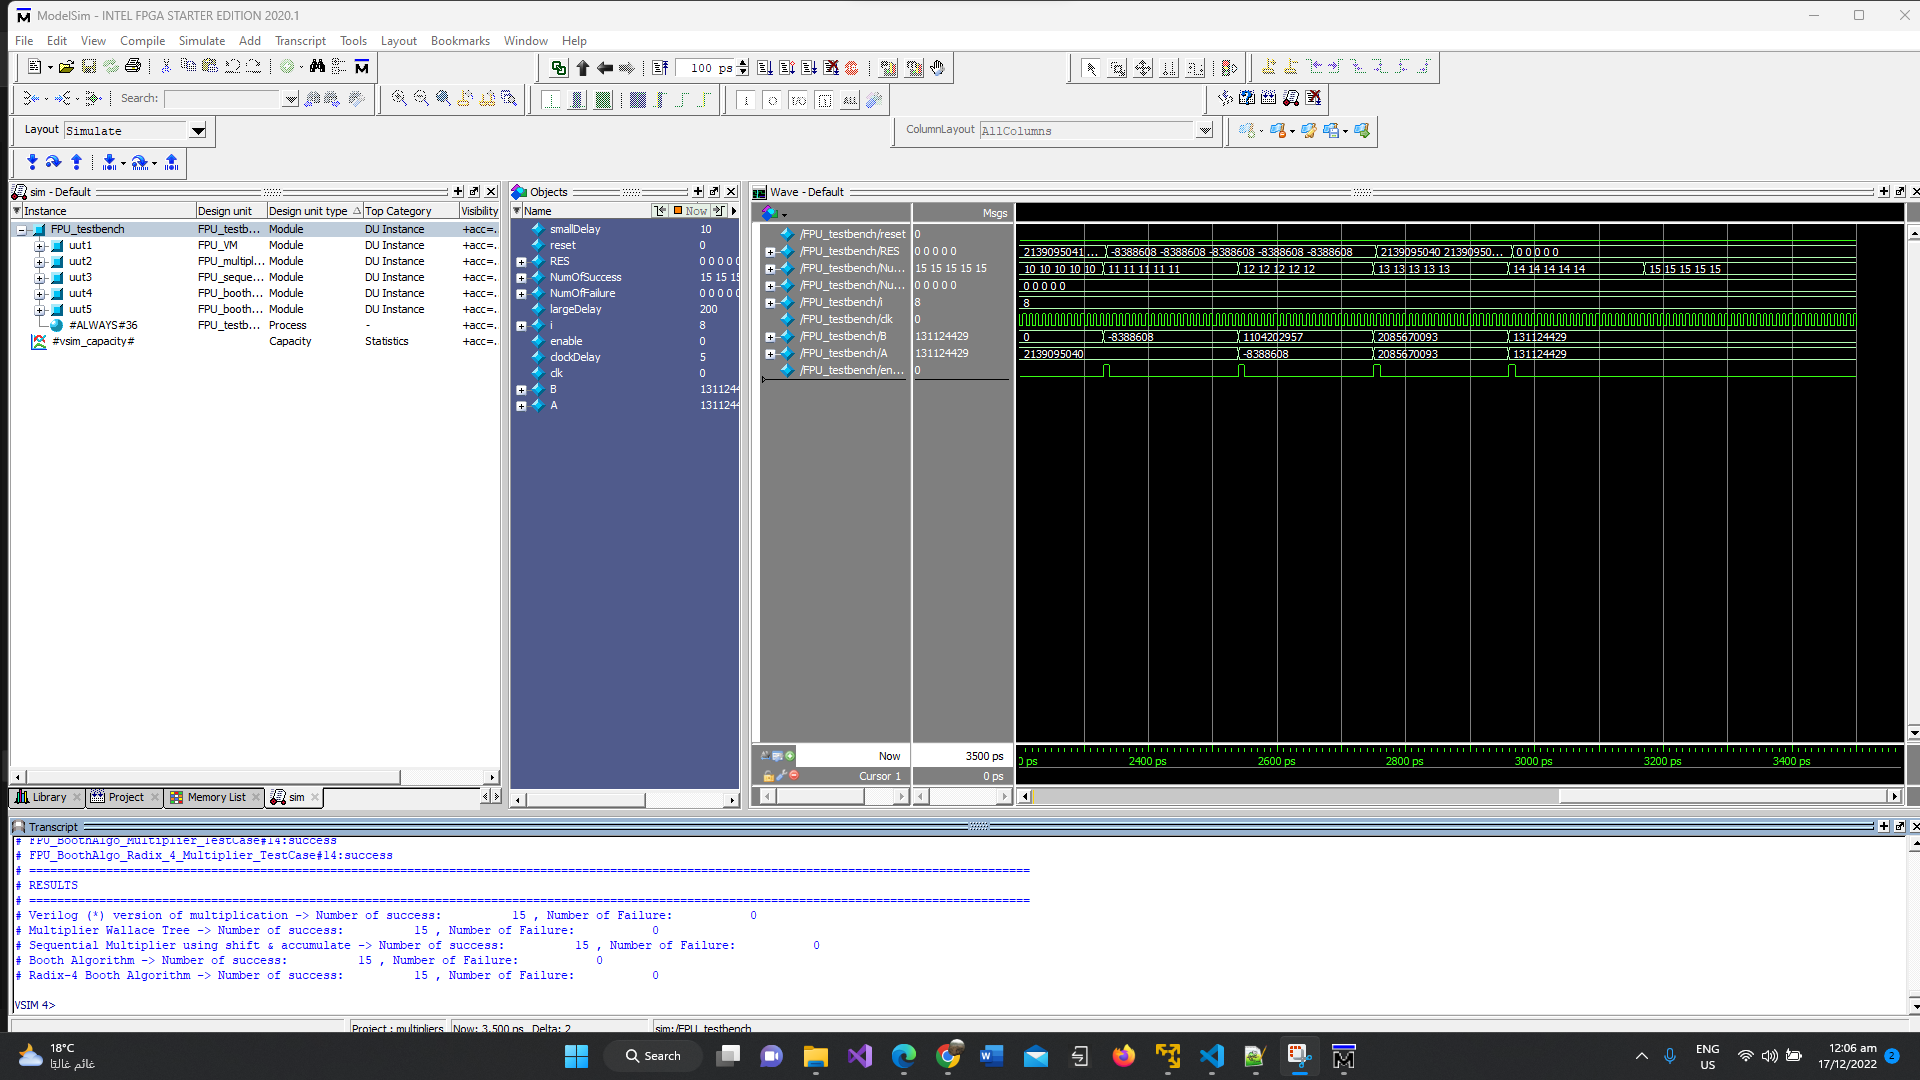 ModelSim - INTEL FPGA STARTER EDITION 2020.1
File Edit View Compile Simulate Add Transcript Tools Layout Bookmarks Window Help
100 ps
Search:
Layout Simulate
ColumnLayout AllColumns
sim - Default
Instance Design unit Design unit type Top Category Visibility
FPU_testbench FPU_testb... Module DU Instance +acc=...
uut1 FPU_VM Module DU Instance +acc=...
uut2 FPU_multipl... Module DU Instance +acc=...
uut3 FPU_seque... Module DU Instance +acc=...
uut4 FPU_booth... Module DU Instance +acc=...
uut5 FPU_booth... Module DU Instance +acc=...
#ALWAYS#36 FPU_testb... Process - +acc=...
#vsim_capacity# Capacity Statistics +acc=...
Library Project Memory List sim
Objects
Name Now
smallDelay 10
reset 0
RES 0 0 0 0 0
NumOfSuccess 15 15 15
NumOfFailure 0 0 0 0 0
largeDelay 200
i 8
enable 0
clockDelay 5
clk 0
B 1311244
A 1311244
Wave - Default
Msgs
/FPU_testbench/reset 0
/FPU_testbench/RES 0 0 0 0 0 2139095041 ... -8388608 -8388608 -8388608 -8388608 -8388608 2139095040 21390950... 0 0 0 0 0
/FPU_testbench/Nu... 15 15 15 15 15 10 10 10 10 10 11 11 11 11 11 12 12 12 12 12 13 13 13 13 13 14 14 14 14 14 15 15 15 15 15
/FPU_testbench/Nu... 0 0 0 0 0 0 0 0 0 0
/FPU_testbench/i 8 8
/FPU_testbench/clk 0
/FPU_testbench/B 131124429 0 -8388608 1104202957 2085670093 131124429
/FPU_testbench/A 131124429 2139095040 -8388608 2085670093 131124429
/FPU_testbench/en... 0
Now 3500 ps 0 ps 2400 ps 2600 ps 2800 ps 3000 ps 3200 ps 3400 ps
Cursor 1 0 ps
Transcript
# FPU_BoothAlgo_Multiplier_TestCase#14:success
# FPU_BoothAlgo_Radix_4_Multiplier_TestCase#14:success
# RESULTS
# Verilog (*) version of multiplication -> Number of success: 15 , Number of Failure: 0
# Multiplier Wallace Tree -> Number of success: 15 , Number of Failure: 0
# Sequential Multiplier using shift & accumulate -> Number of success: 15 , Number of Failure: 0
# Booth Algorithm -> Number of success: 15 , Number of Failure: 0
# Radix-4 Booth Algorithm -> Number of success: 15 , Number of Failure: 0
VSIM 4>
Project : multipliers Now: 3,500 ps Delta: 2 sim:/FPU_testbench
18°C
غائم غالبًا
Search
ENG
US
12:06 am
17/12/2022
2